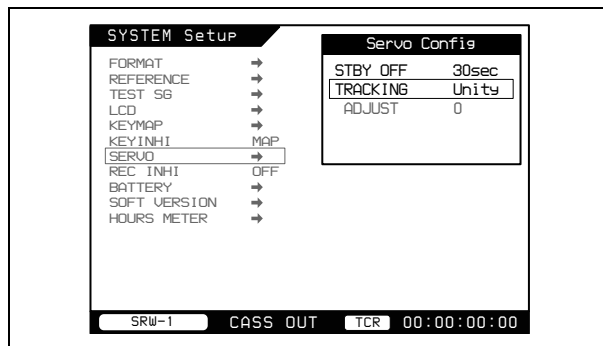 SYSTEM Setup
FORMAT ➔
REFERENCE ➔
TEST SG ➔
LCD ➔
KEYMAP ➔
KEYINHI MAP
SERVO ➔
REC INHI OFF
BATTERY ➔
SOFT VERSION ➔
HOURS METER ➔
Servo Config
STBY OFF 30sec
TRACKING Unity
ADJUST 0
SRW-1 CASS OUT TCR 00:00:00:00